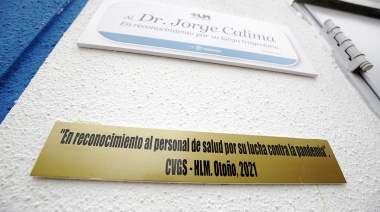 Al
Dr. Jorge Calima
En reconocimiento por su larga trayectoria
"En reconocimiento al personal de salud por su lucha contra la pandemia".
CVGS - HLM. Otoño, 2021